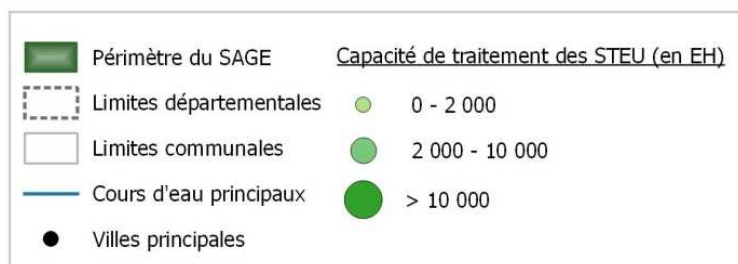 Périmètre du SAGE
Limites départementales
Limites communales
Cours d'eau principaux
Villes principales
Capacité de traitement des STEU (en EH)
0 - 2 000
2 000 - 10 000
> 10 000